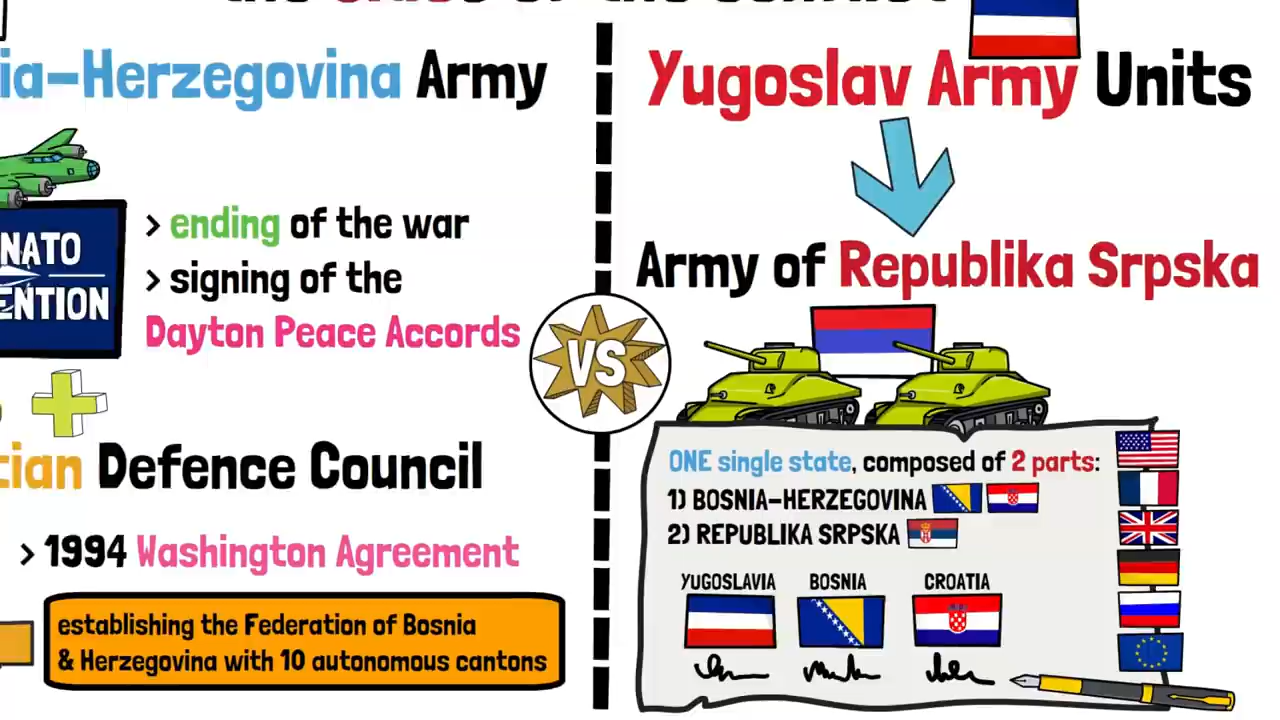 ia–Herzegovina Army
NATO
ENTION
> ending of the war
> signing of the
Dayton Peace Accords
tian Defence Council
> 1994 Washington Agreement
establishing the Federation of Bosnia
& Herzegovina with 10 autonomous cantons
VS
Yugoslav Army Units
Army of Republika Srpska
ONE single state, composed of 2 parts:
1) BOSNIA–HERZEGOVINA
2) REPUBLIKA SRPSKA
YUGOSLAVIA BOSNIA CROATIA